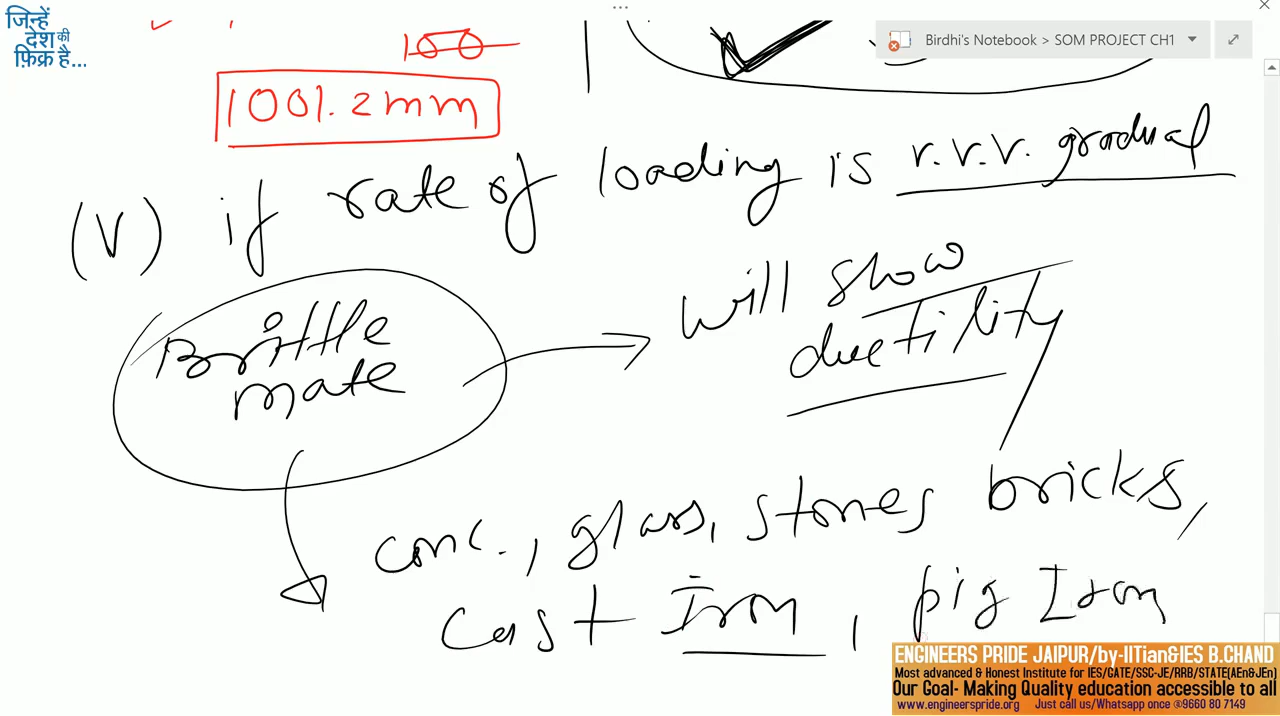 जिन्हें
देश की
फ़िक्र है...
Birdhi's Notebook > SOM PROJECT CH1
100
1001.2mm
(V) if rate of loading is v.v.v. gradual
Brittle
mate
will show
ductility
conc., glass, stones bricks,
cast Iron, pig Iron
ENGINEERS PRIDE JAIPUR/by-IITian&IES B.CHAND
Most advanced & Honest Institute for IES/GATE/SSC-JE/RRB/STATE(AEn&JEn)
Our Goal- Making Quality education accessible to all
www.engineerspride.org Just call us/Whatsapp once @9660 80 7149